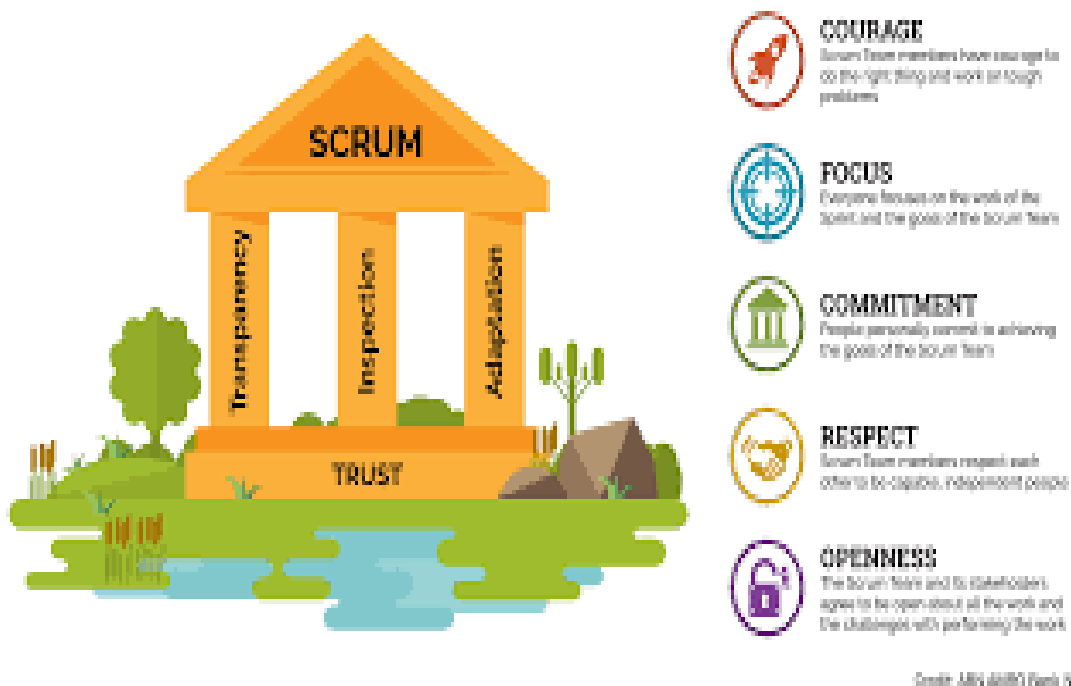 SCRUM
Transparency
Inspection
Adaptation
TRUST
COURAGE
Scrum Team members have courage to
do the right thing and work on tough
problems
FOCUS
Everyone focuses on the work of the
Sprint and the goals of the Scrum Team
COMMITMENT
People personally commit to achieving
the goals of the Scrum Team
RESPECT
Scrum Team members respect each
other to be capable, independent people
OPENNESS
The Scrum Team and its stakeholders
agree to be open about all the work and
the challenges with performing the work
Credit: ABN AMRO Bank N